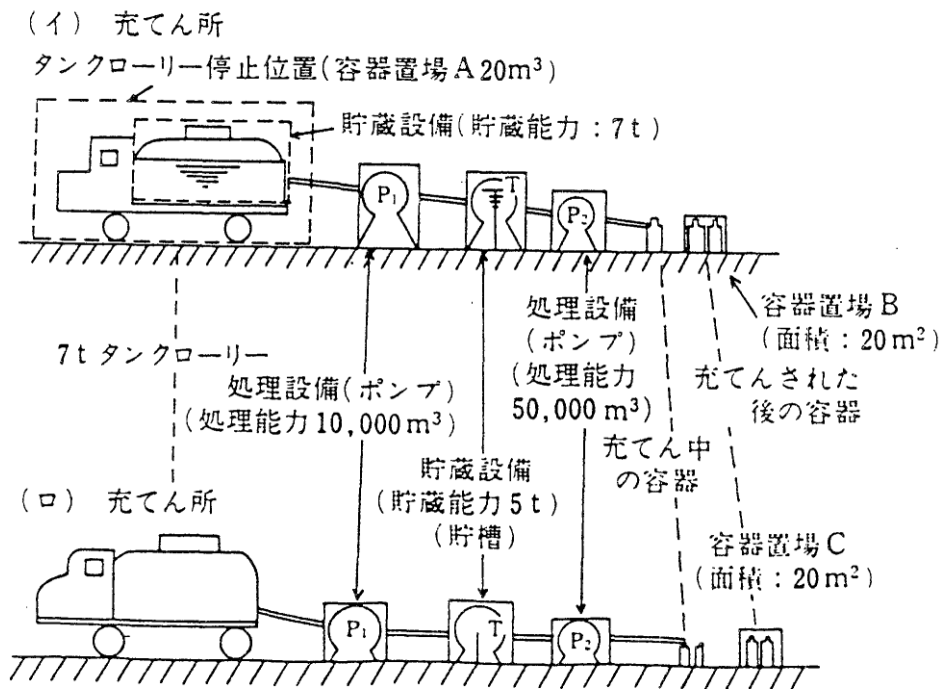 (イ) 充てん所
タンクローリー停止位置(容器置場A20m³)
貯蔵設備(貯蔵能力:7t)
P₁
T
P₂
容器置場B
(面積:20m²)
7tタンクローリー
処理設備(ポンプ)
(処理能力10,000m³)
処理設備
(ポンプ)
(処理能力
50,000m³)
充てんされた
後の容器
充てん中
の容器
貯蔵設備
(貯蔵能力5t)
(貯槽)
(ロ) 充てん所
容器置場C
(面積:20m²)
P₁
T
P₂